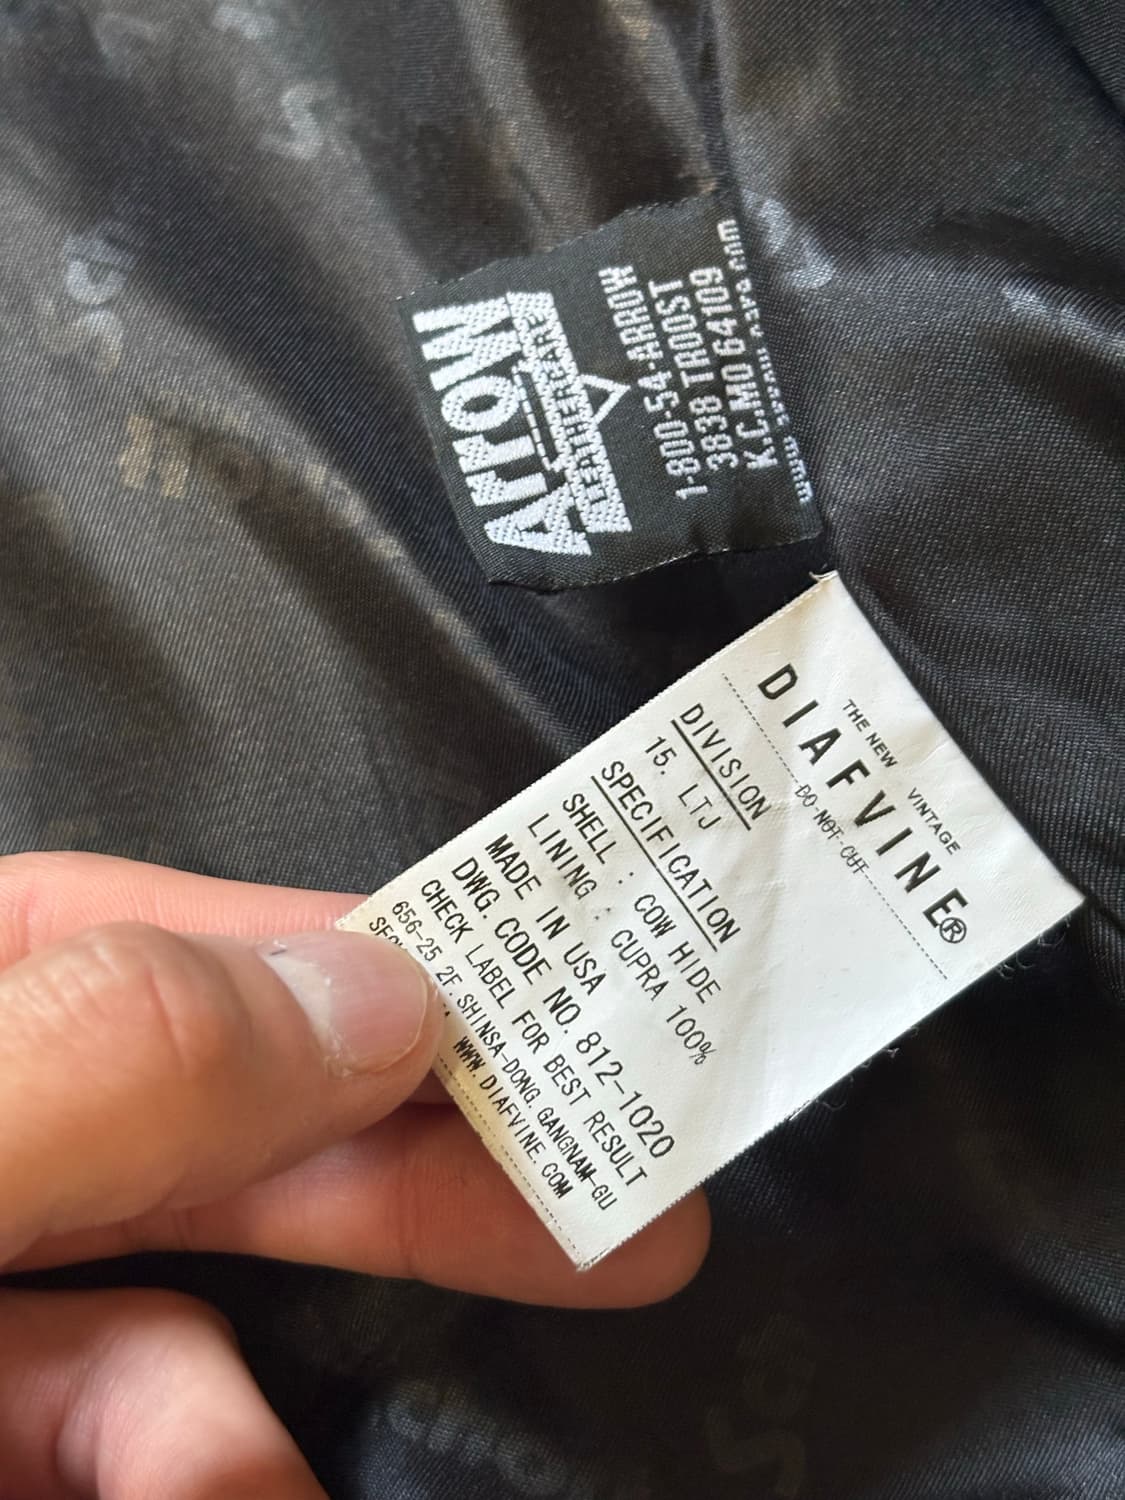 Arrow
LEATHERCARE
1-800-54-ARROW
3838 TROOST
K.C.MO 64109
THE NEW VINTAGE
DIAFVINE®
DO NOT CUT
DIVISION
15. LTJ
SPECIFICATION
SHELL : COW HIDE
LINING : CUPRA 100%
MADE IN USA
DWG. CODE NO. 812-1020
CHECK LABEL FOR BEST RESULT
656-25 2F. SHINSA-DONG. GANGNAM-GU
WWW.DIAFVINE.COM